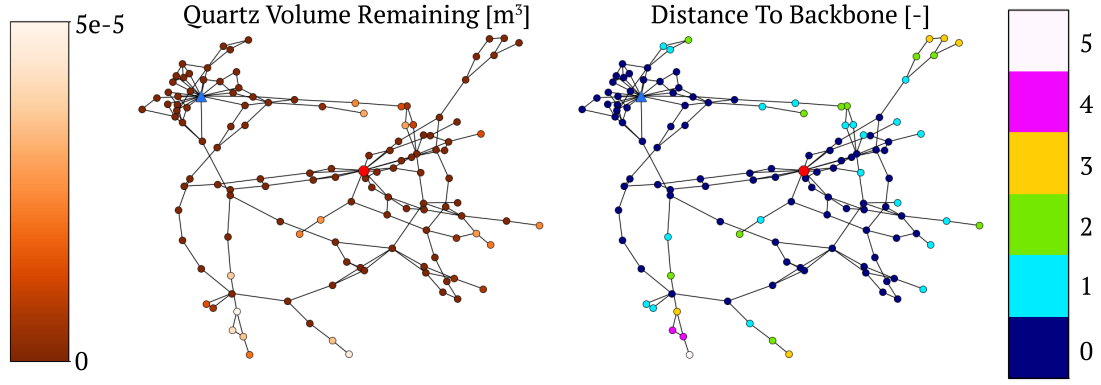 Quartz Volume Remaining [m³]
5e-5
0
Distance To Backbone [-]
5
4
3
2
1
0